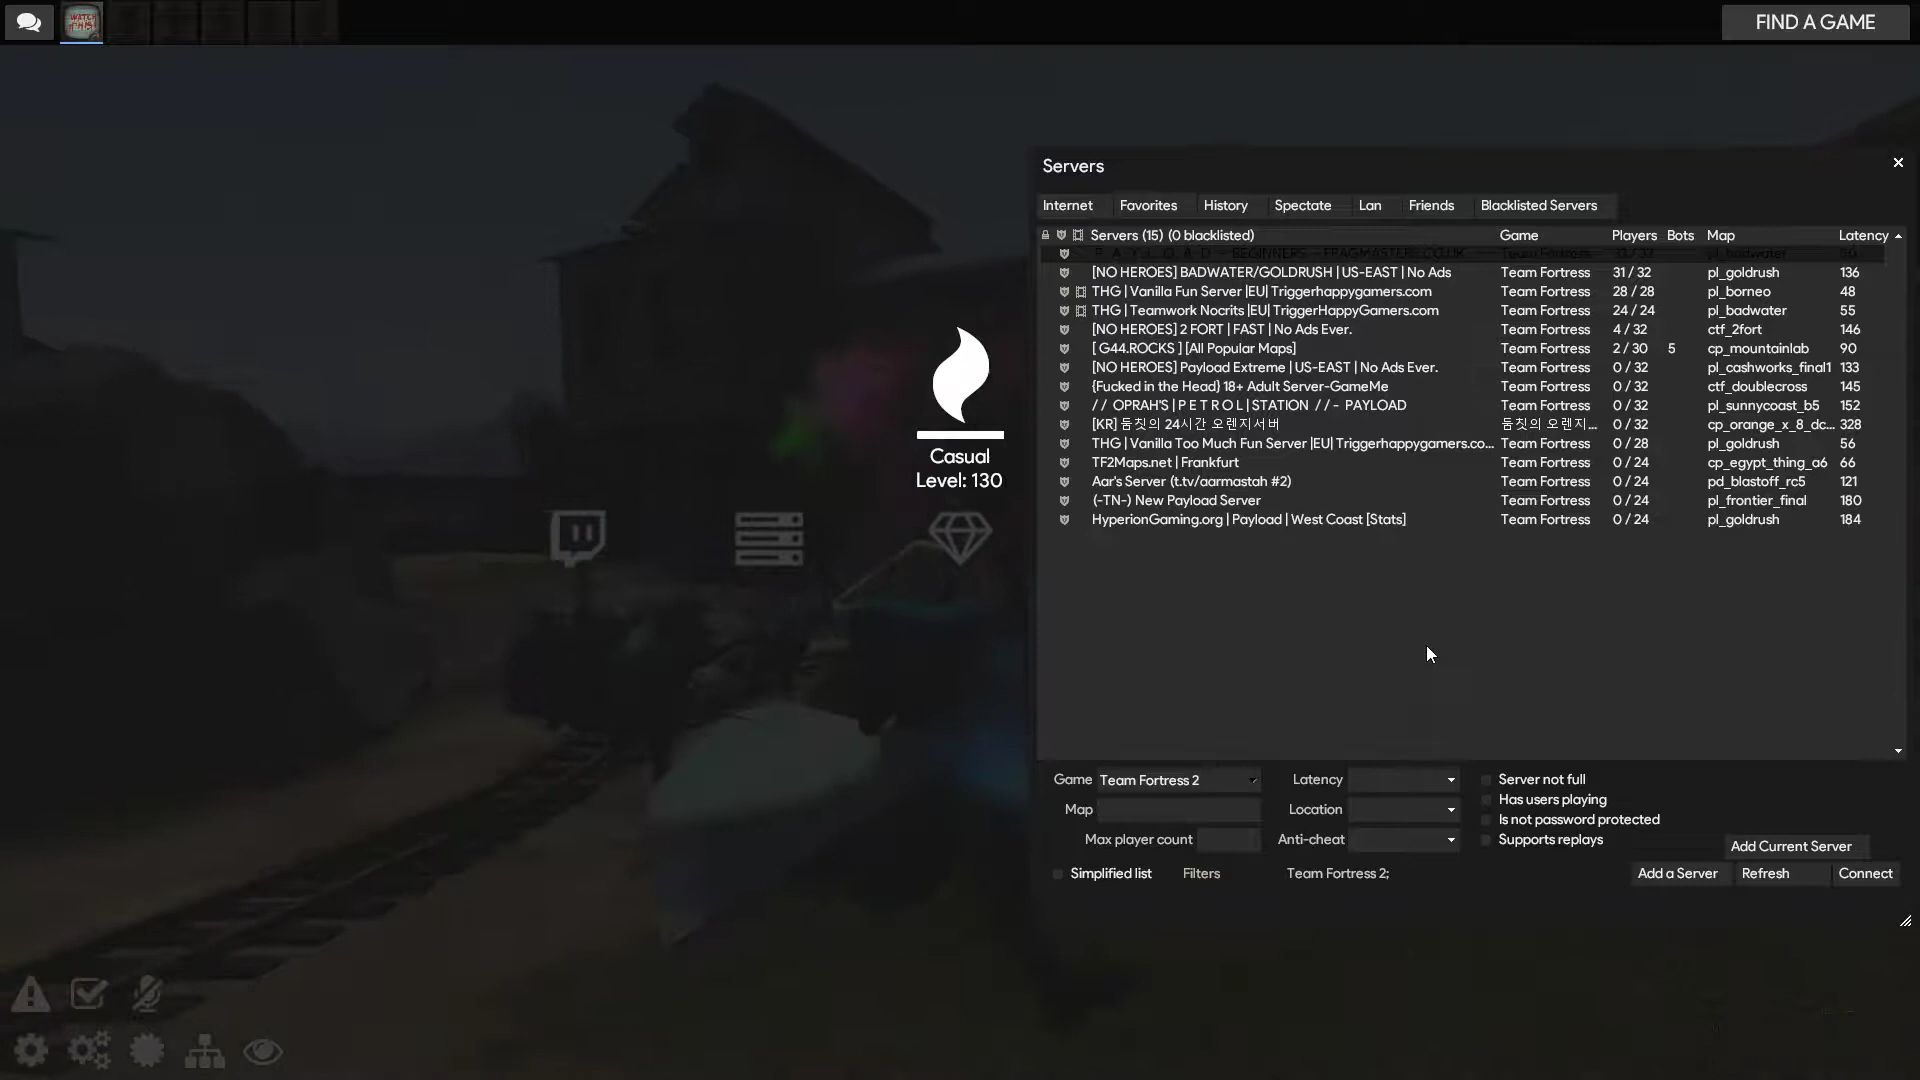 WATCH THIS!
FIND A GAME
Servers
Internet Favorites History Spectate Lan Friends Blacklisted Servers
Servers (15) (0 blacklisted) Game Players Bots Map Latency
P A Y L O A D - BEGINNERS - FRAGMASTERS.CO.UK Team Fortress pl_badwater
[NO HEROES] BADWATER/GOLDRUSH | US-EAST | No Ads Team Fortress 31 / 32 pl_goldrush 136
THG | Vanilla Fun Server |EU| Triggerhappygamers.com Team Fortress 28 / 28 pl_borneo 48
THG | Teamwork Nocrits |EU| TriggerHappyGamers.com Team Fortress 24 / 24 pl_badwater 55
[NO HEROES] 2 FORT | FAST | No Ads Ever. Team Fortress 4 / 32 ctf_2fort 146
[ G44.ROCKS ] [All Popular Maps] Team Fortress 2 / 30 5 cp_mountainlab 90
[NO HEROES] Payload Extreme | US-EAST | No Ads Ever. Team Fortress 0 / 32 pl_cashworks_final1 133
{Fucked in the Head} 18+ Adult Server-GameMe Team Fortress 0 / 32 ctf_doublecross 145
// OPRAH'S | P E T R O L | STATION // - PAYLOAD Team Fortress 0 / 32 pl_sunnycoast_b5 152
[KR] 둠칫의 24시간 오렌지서버 둠칫의 오렌지... 0 / 32 cp_orange_x_8_dc... 328
THG | Vanilla Too Much Fun Server |EU| Triggerhappygamers.co... Team Fortress 0 / 28 pl_goldrush 56
TF2Maps.net | Frankfurt Team Fortress 0 / 24 cp_egypt_thing_a6 66
Aar's Server (t.tv/aarmastah #2) Team Fortress 0 / 24 pd_blastoff_rc5 121
(-TN-) New Payload Server Team Fortress 0 / 24 pl_frontier_final 180
HyperionGaming.org | Payload | West Coast [Stats] Team Fortress 0 / 24 pl_goldrush 184
Casual
Level: 130
Game Team Fortress 2 Latency Server not full
Has users playing
Map Location
Is not password protected
Max player count Anti-cheat Supports replays
Add Current Server
Simplified list Filters Team Fortress 2; Add a Server Refresh Connect